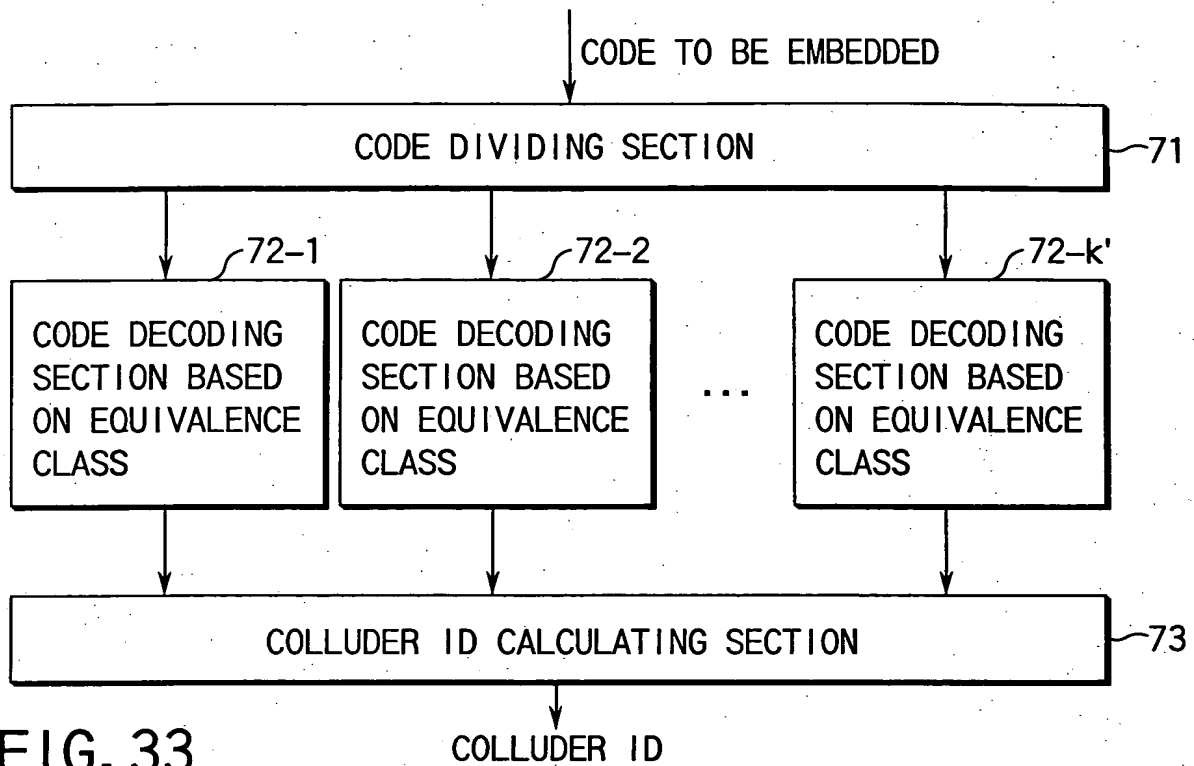 CODE TO BE EMBEDDED
CODE DIVIDING SECTION
71
72-1
72-2
72-k'
CODE DECODING
SECTION BASED
ON EQUIVALENCE
CLASS
CODE DECODING
SECTION BASED
ON EQUIVALENCE
CLASS
...
CODE DECODING
SECTION BASED
ON EQUIVALENCE
CLASS
COLLUDER ID CALCULATING SECTION
73
FIG. 33
COLLUDER ID